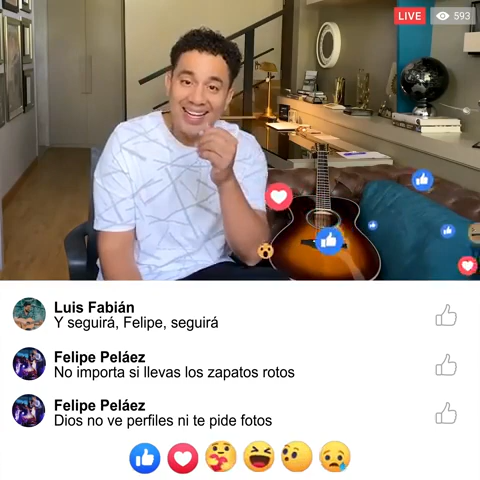 LIVE 593
Luis Fabián
Y seguirá, Felipe, seguirá
Felipe Peláez
No importa si llevas los zapatos rotos
Felipe Peláez
Dios no ve perfiles ni te pide fotos